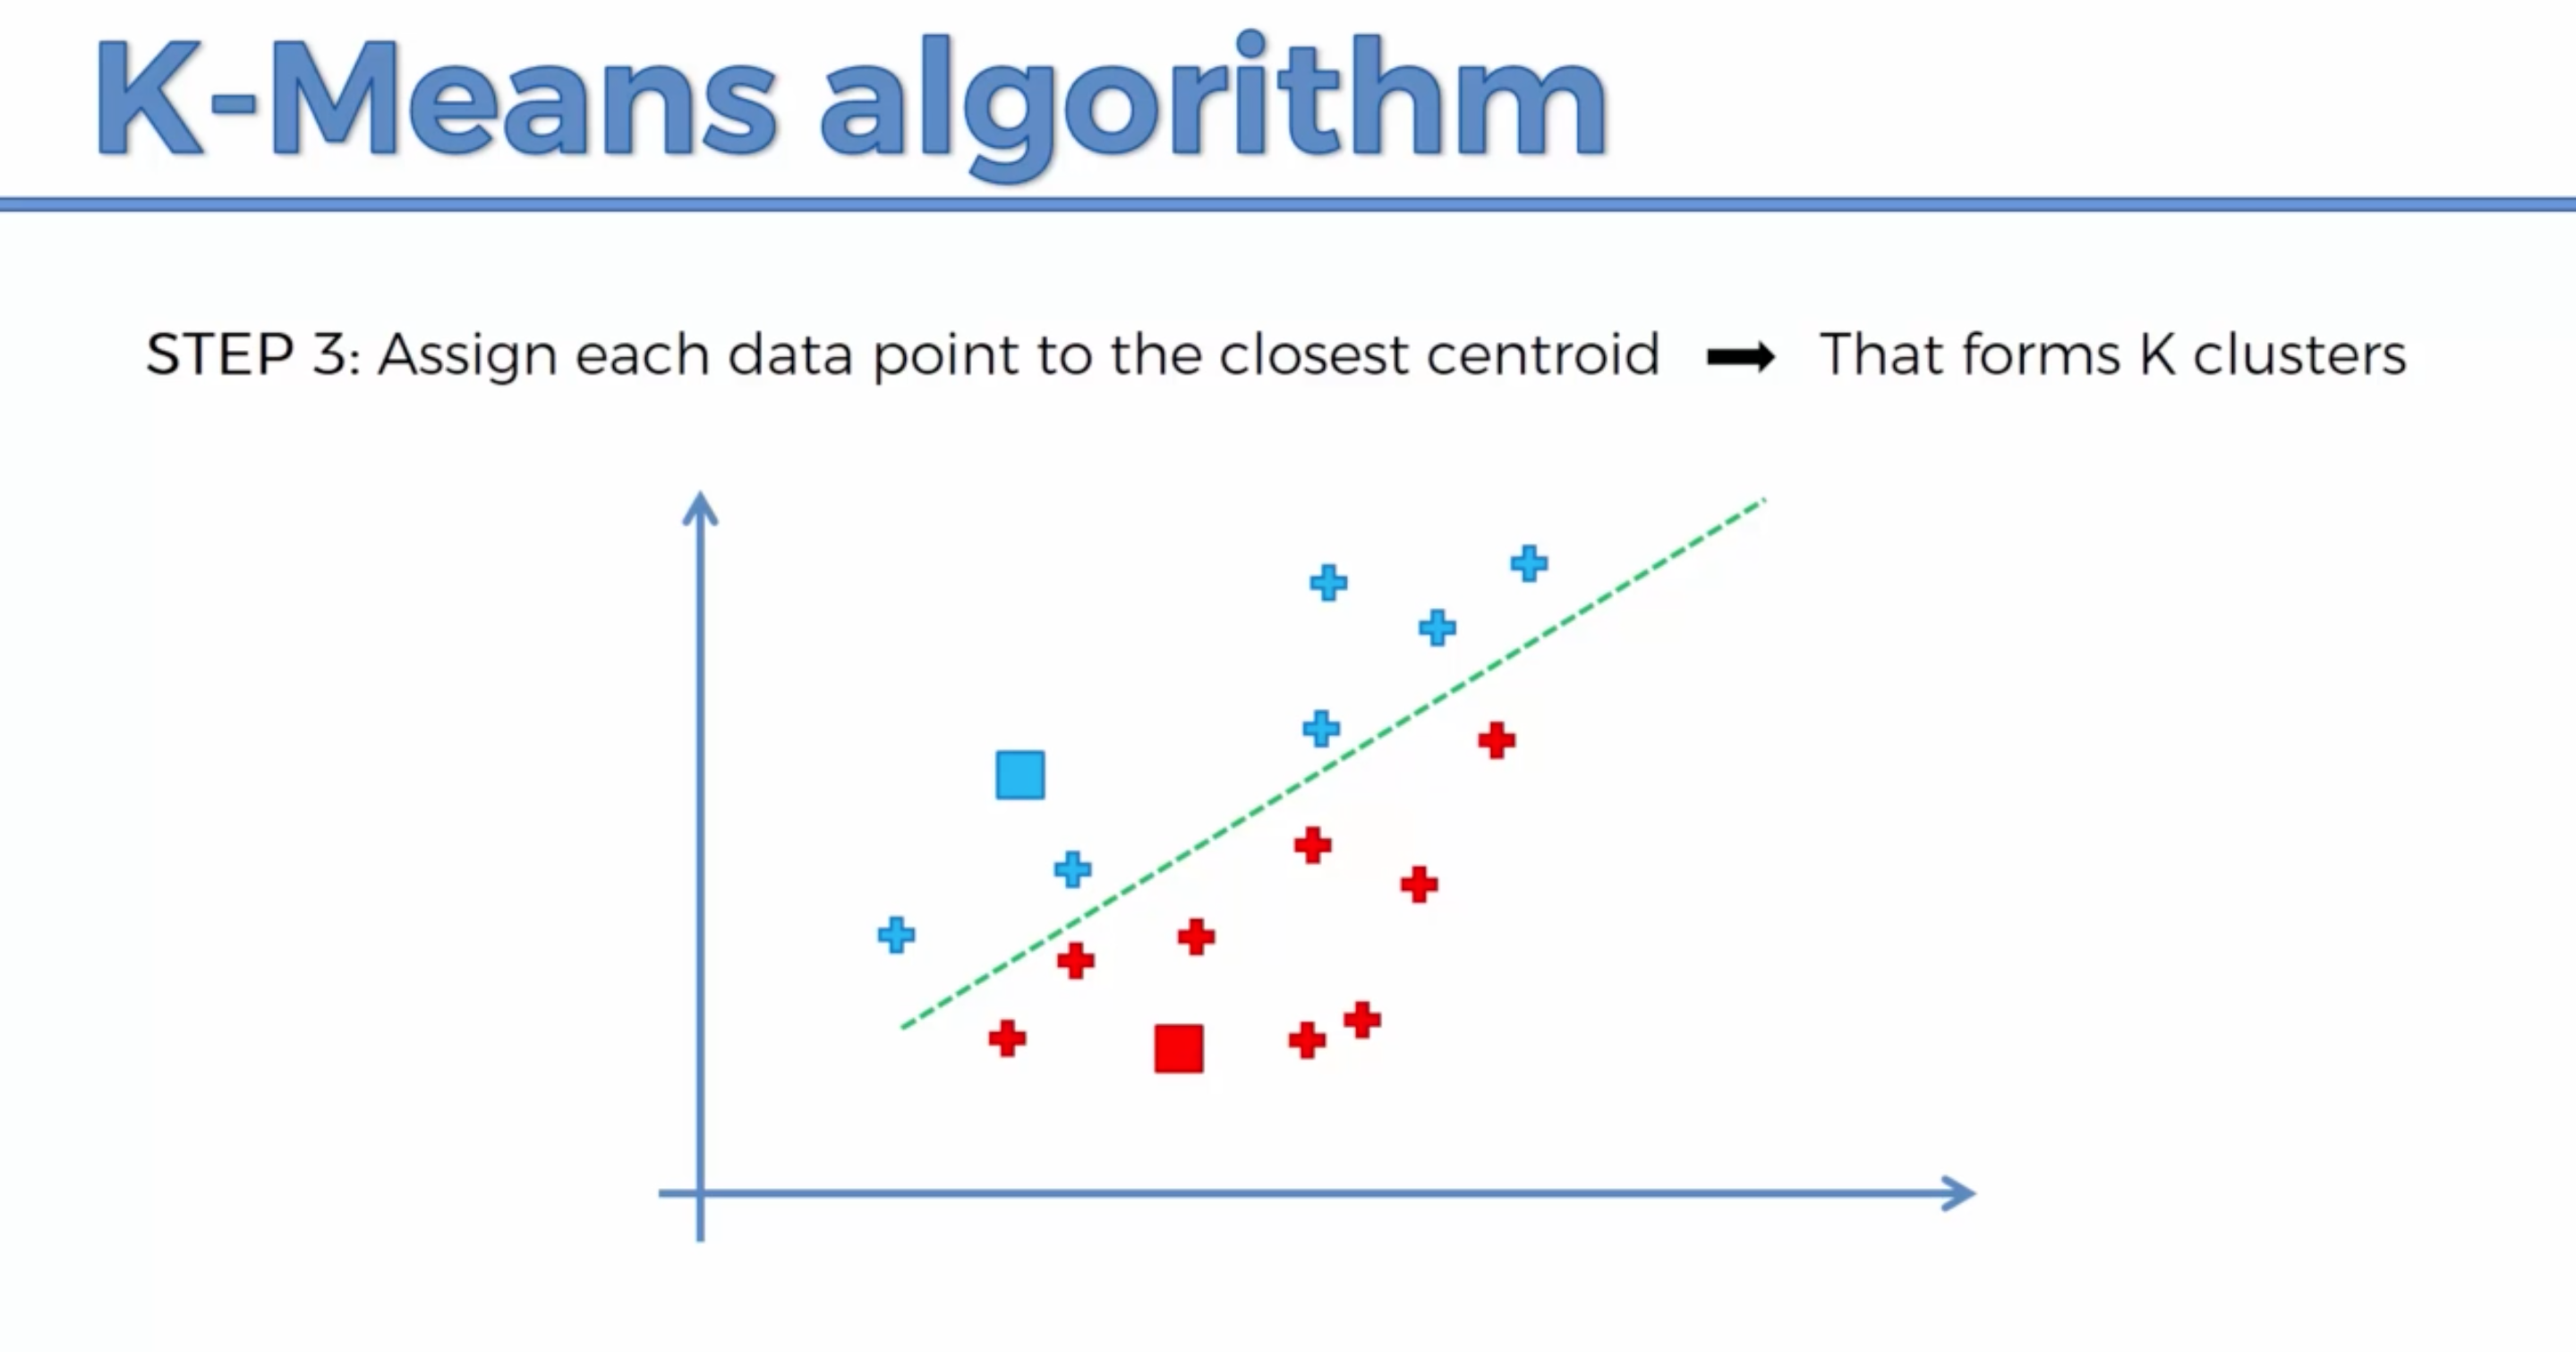 K-Means algorithm
STEP 3: Assign each data point to the closest centroid ➡ That forms K clusters